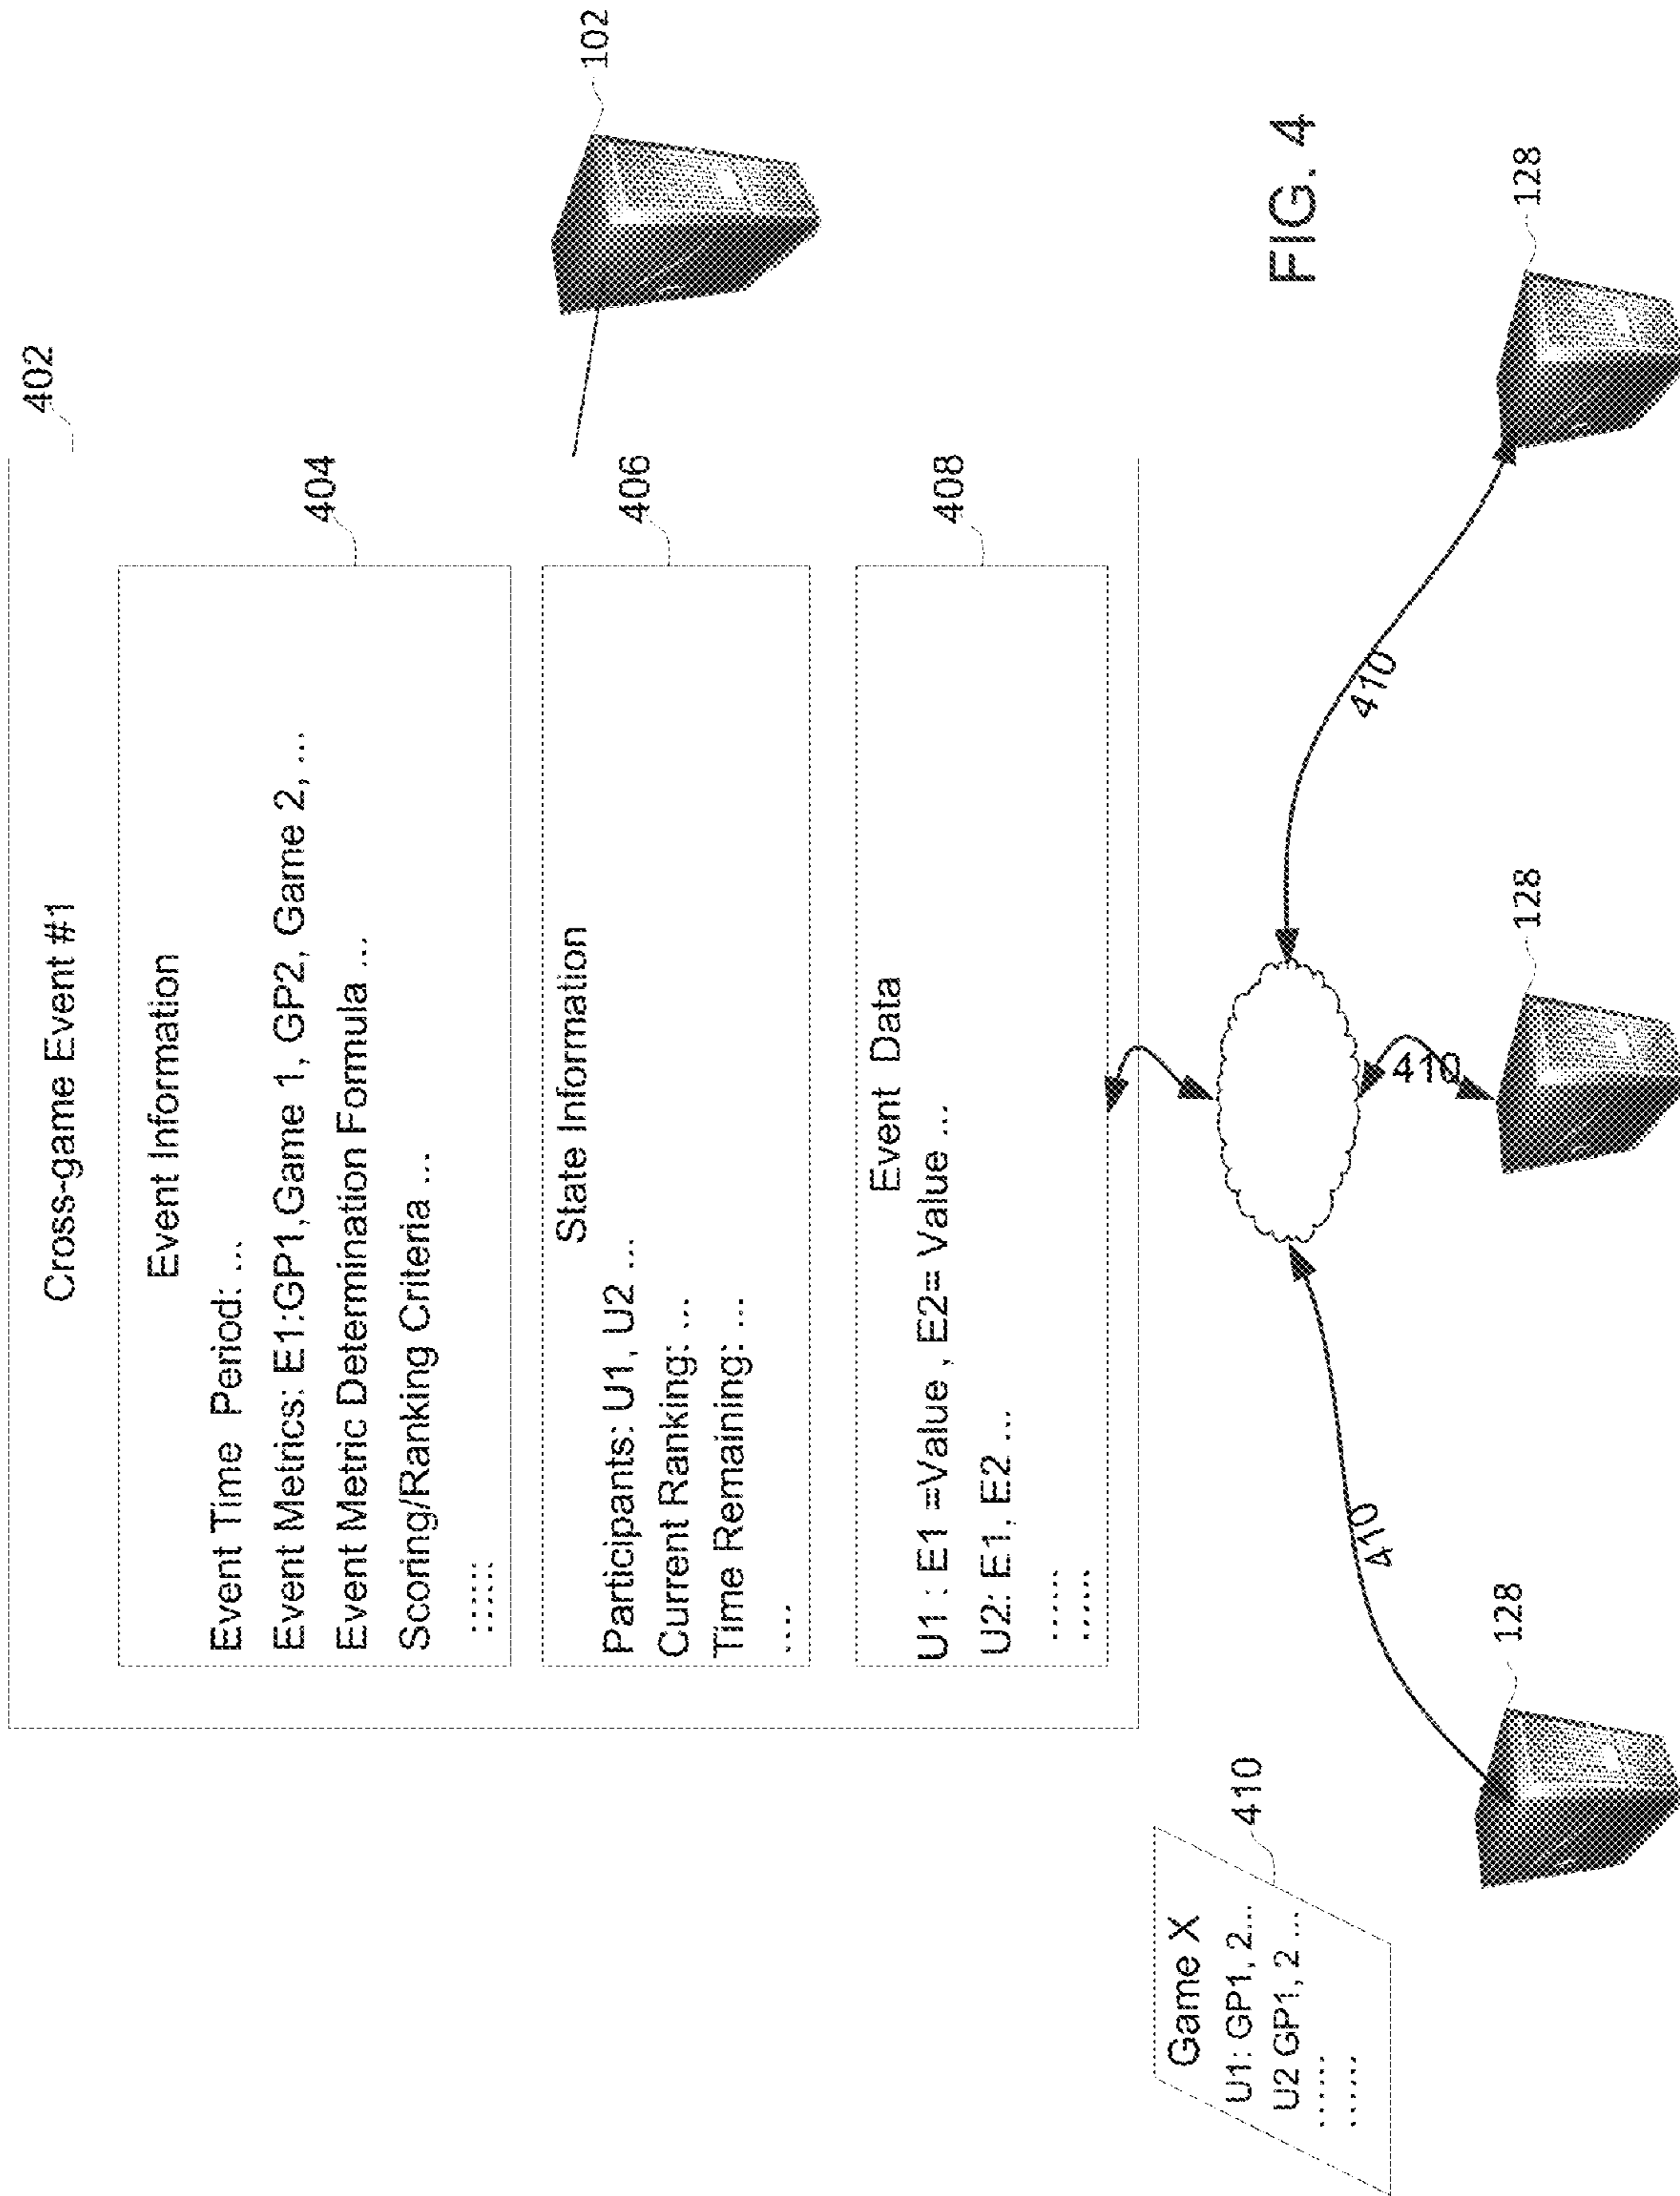 Cross-game Event #1
402
Event Information
404
Event Time Period: ...
Event Metrics: E1:GP1,Game 1, GP2, Game 2, ...
Event Metric Determination Formula ...
Scoring/Ranking Criteria ...
......
State Information
406
Participants: U1, U2 ...
Current Ranking: ...
Time Remaining: ...
....
102
Event Data
408
U1 : E1 =Value , E2= Value ...
U2: E1, E2 ...
......
......
Game X
U1: GP1, 2...
U2 GP1, 2 ...
......
......
410
410
410
410
128
128
128
FIG. 4